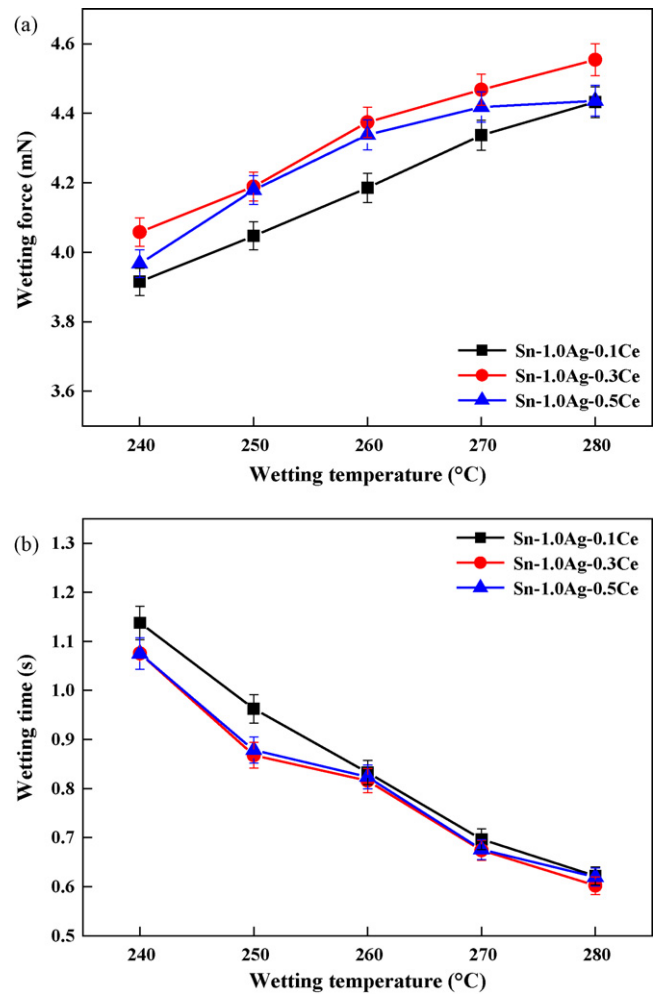 (a)
4.6
4.4
4.2
4.0
3.8
3.6
Wetting force (mN)
Sn-1.0Ag-0.1Ce
Sn-1.0Ag-0.3Ce
Sn-1.0Ag-0.5Ce
240 250 260 270 280
Wetting temperature (°C)
(b)
1.3
1.2
1.1
1.0
0.9
0.8
0.7
0.6
0.5
Wetting time (s)
Sn-1.0Ag-0.1Ce
Sn-1.0Ag-0.3Ce
Sn-1.0Ag-0.5Ce
240 250 260 270 280
Wetting temperature (°C)